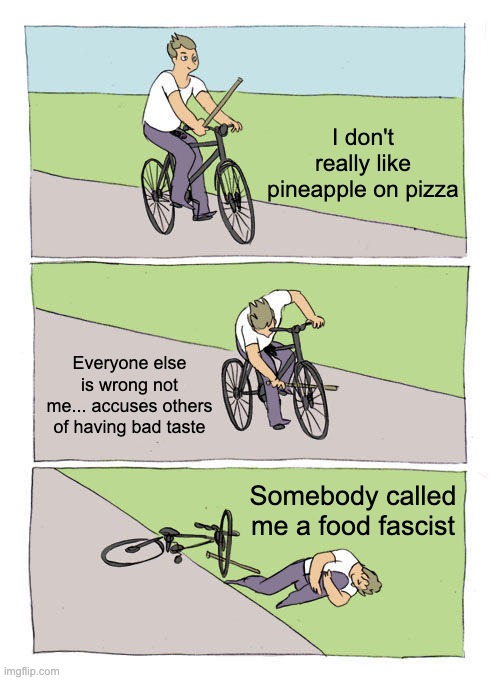 I don't
really like
pineapple on pizza
Everyone else
is wrong not
me... accuses others
of having bad taste
Somebody called
me a food fascist
imgflip.com